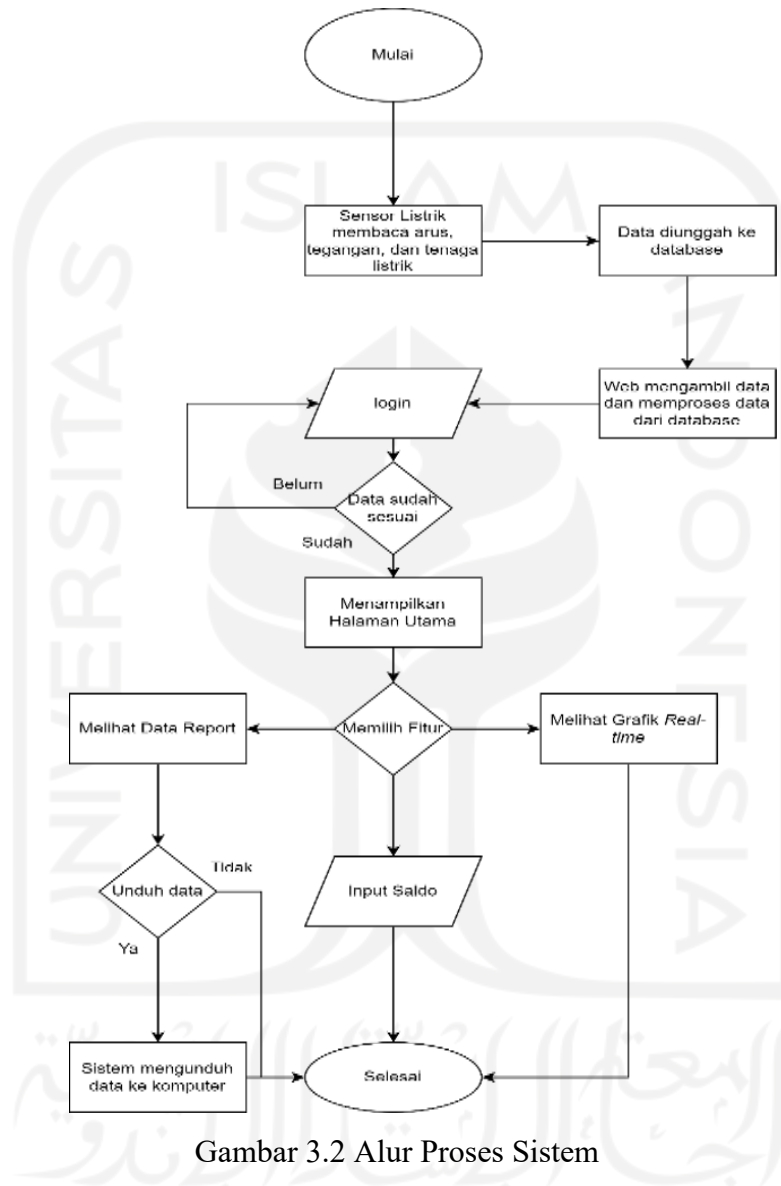 Mulai
ISLAM
UNIVERSITAS
INDONESIA
Sensor Listrik
membaca arus,
tegangan, dan tenaga
listrik
Data diunggah ke
database
Web mengambil data
dan memproses data
dari database
login
Belum
Data sudah
sesuai
Sudah
Menampilkan
Halaman Utama
Memilih Fitur
Melihat Data Report
Melihat Grafik Real-
time
Unduh data
Tidak
Ya
Input Saldo
Sistem mengunduh
data ke komputer
Selesai
Gambar 3.2 Alur Proses Sistem